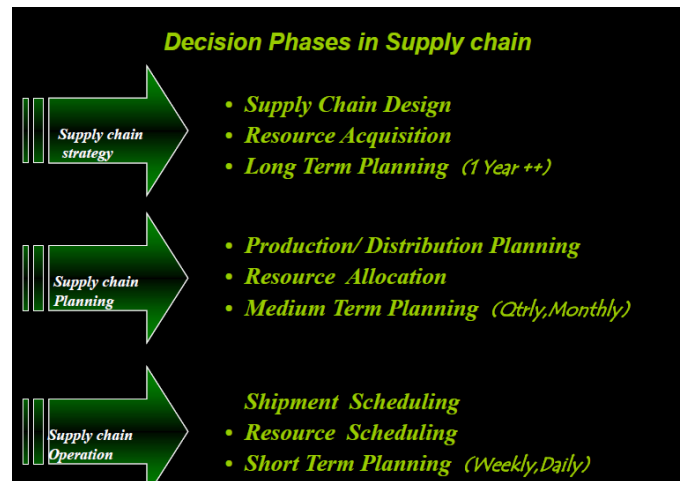 Decision Phases in Supply chain
Supply chain
strategy
• Supply Chain Design
• Resource Acquisition
• Long Term Planning (1 Year ++)
Supply chain
Planning
• Production/ Distribution Planning
• Resource Allocation
• Medium Term Planning (Qtrly,Monthly)
Supply chain
Operation
Shipment Scheduling
• Resource Scheduling
• Short Term Planning (Weekly,Daily)